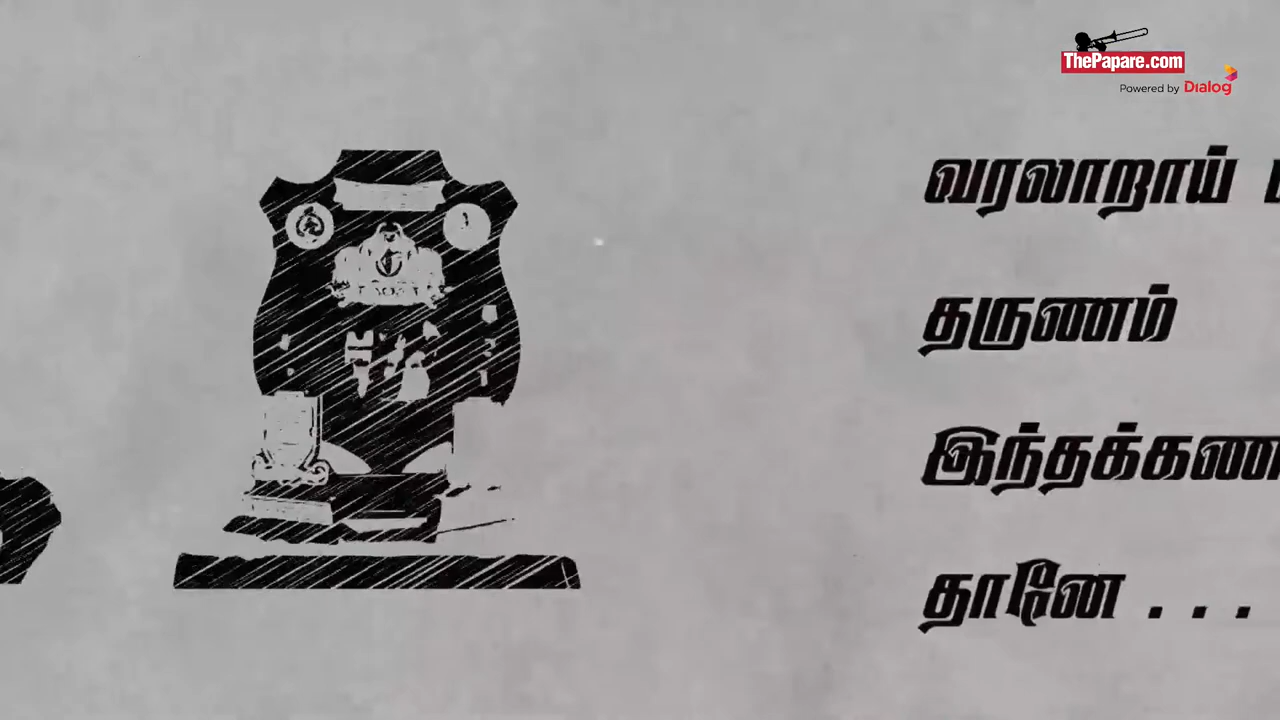 ThePapare.com
Powered by Dialog
வரலாறாய்
தருணம்
இந்தக்கண
தானே . . .